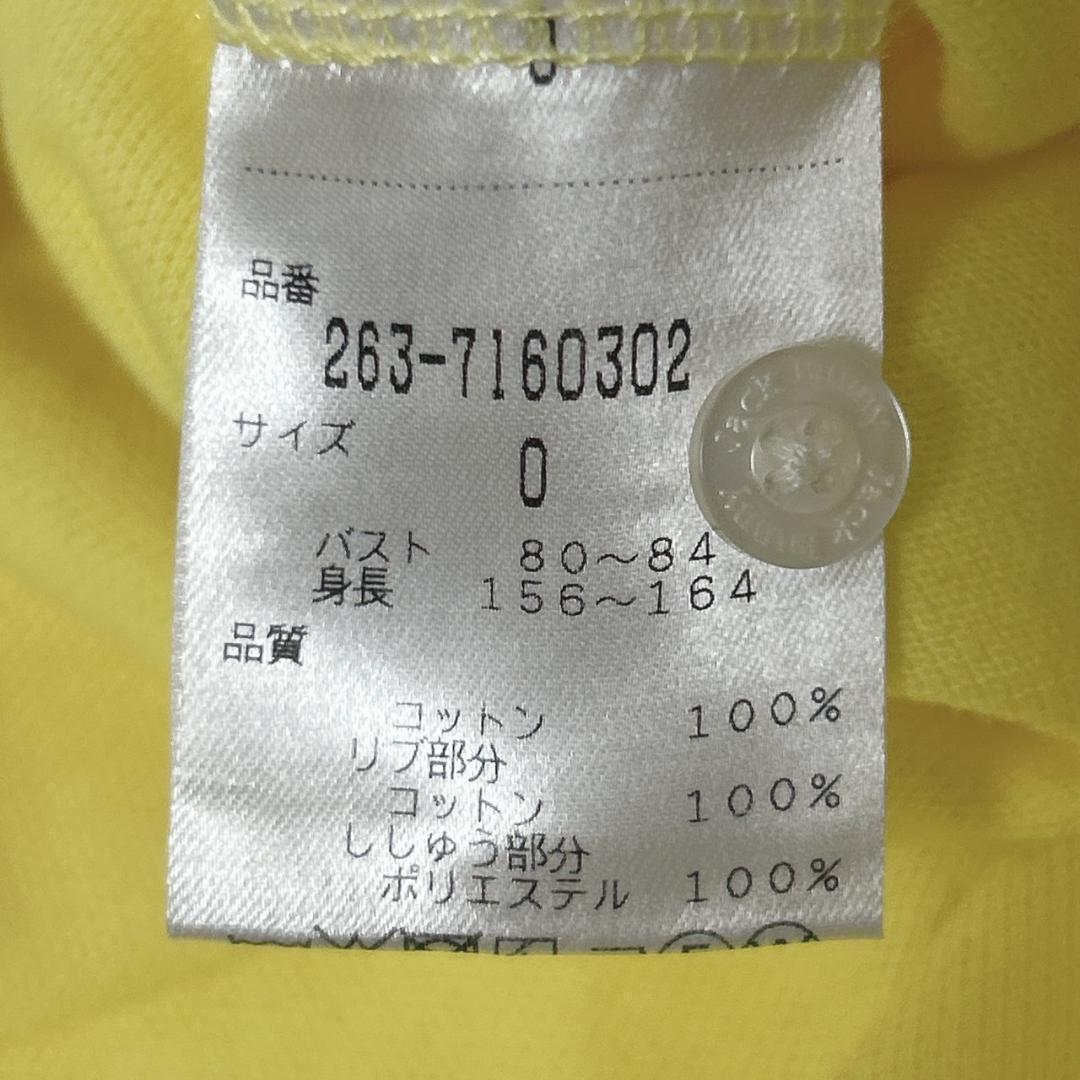 品番
263-7160302
サイズ
0
バスト 80〜84
身長 156〜164
品質
コットン 100%
リブ部分
コットン 100%
ししゅう部分
ポリエステル 100%